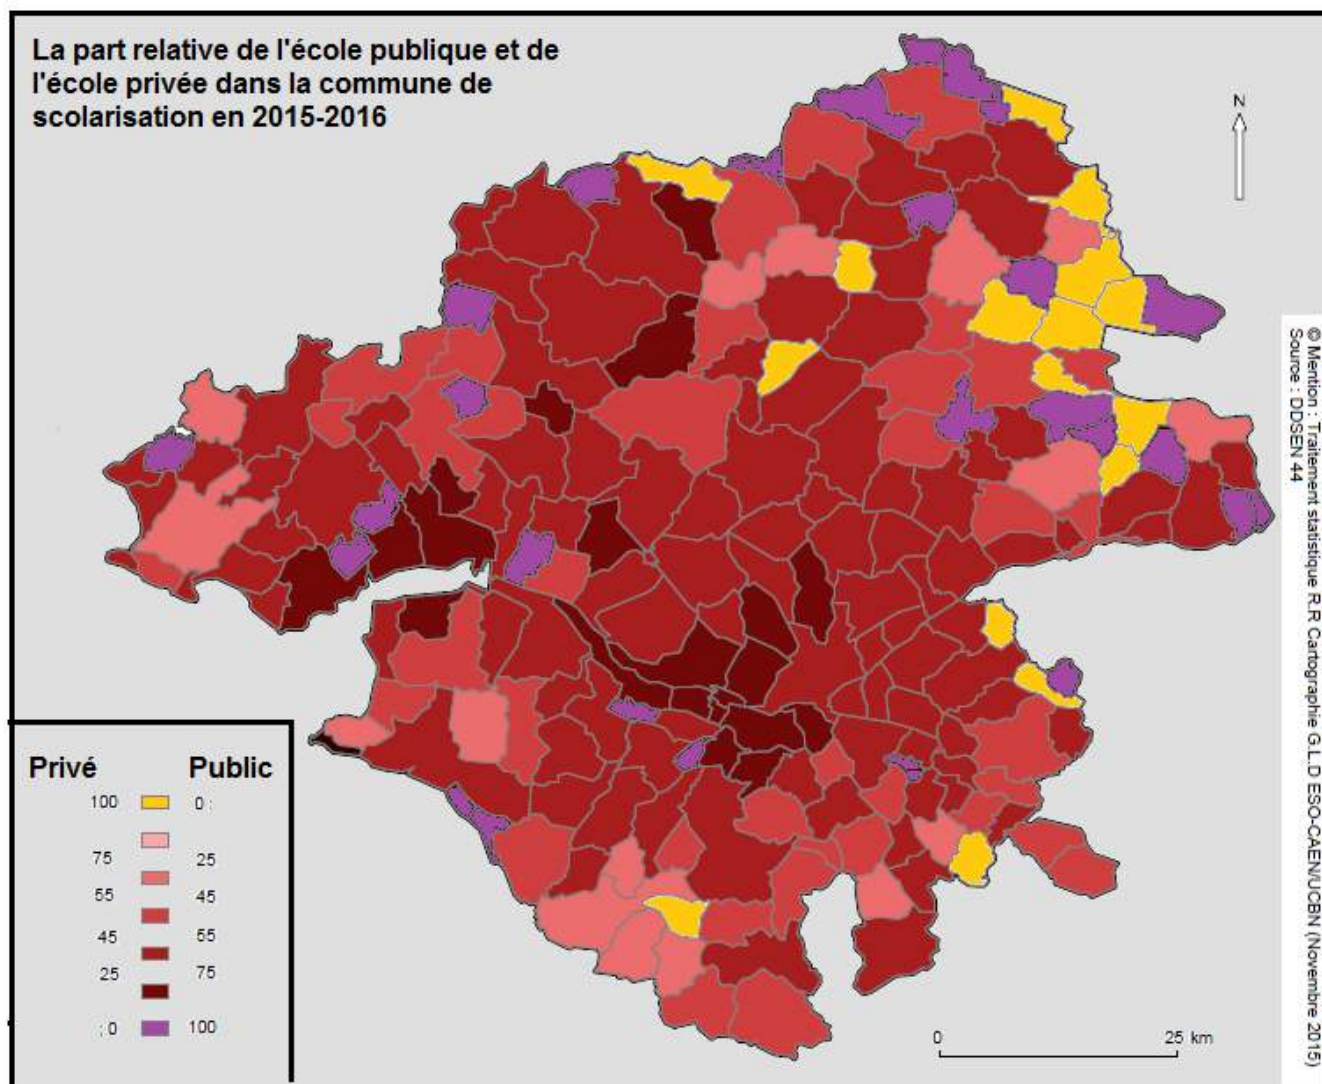 La part relative de l'école publique et de
l'école privée dans la commune de
scolarisation en 2015-2016
N
© Mention : Traitement statistique R.R Cartographie G.L.D ESO-CAEN/UCBN (Novembre 2015)
Source : DDSEN 44
Privé Public
100 0 :
75 25
55 45
45 55
25 75
: 0 100
0 25 km